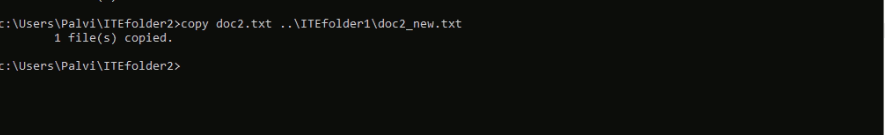 c:\Users\Palvi\ITEfolder2>copy doc2.txt ..\ITEfolder1\doc2_new.txt
        1 file(s) copied.
c:\Users\Palvi\ITEfolder2>